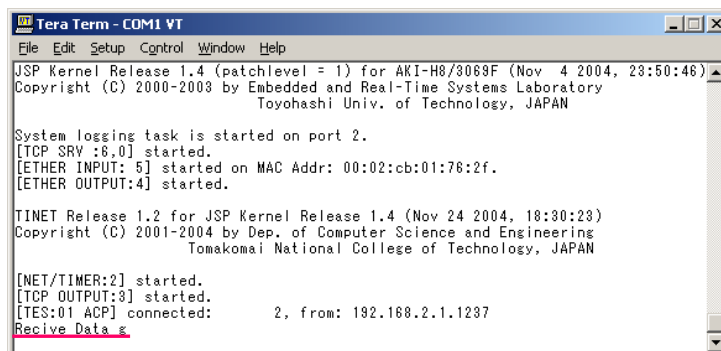 Tera Term - COM1 VT
File Edit Setup Control Window Help
JSP Kernel Release 1.4 (patchlevel = 1) for AKI-H8/3069F (Nov  4 2004, 23:50:46)
Copyright (C) 2000-2003 by Embedded and Real-Time Systems Laboratory
Toyohashi Univ. of Technology, JAPAN
System logging task is started on port 2.
[TCP SRV :6,0] started.
[ETHER INPUT: 5] started on MAC Addr: 00:02:cb:01:76:2f.
[ETHER OUTPUT:4] started.
TINET Release 1.2 for JSP Kernel Release 1.4 (Nov 24 2004, 18:30:23)
Copyright (C) 2001-2004 by Dep. of Computer Science and Engineering
Tomakomai National College of Technology, JAPAN
[NET/TIMER:2] started.
[TCP OUTPUT:3] started.
[TES:01 ACP] connected:      2, from: 192.168.2.1.1237
Recive Data g